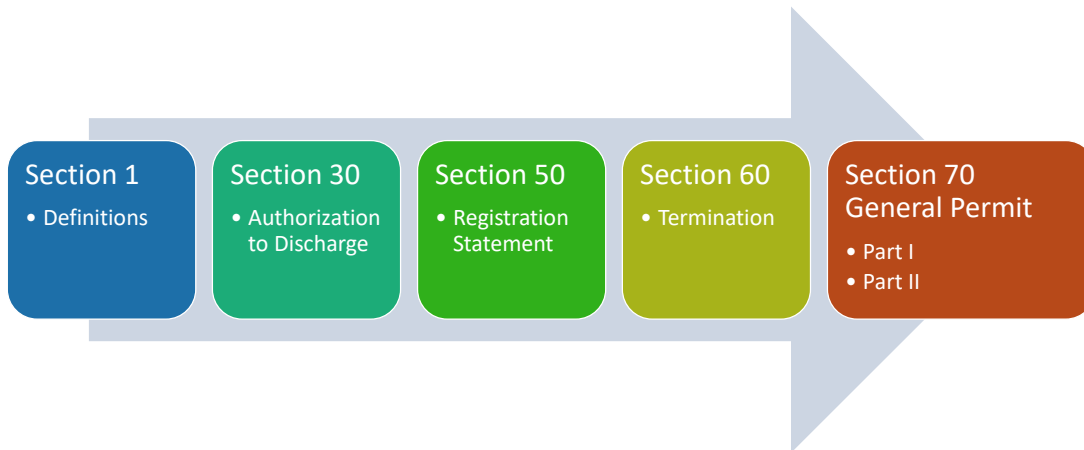 Section 1
• Definitions
Section 30
• Authorization
to Discharge
Section 50
• Registration
Statement
Section 60
• Termination
Section 70
General Permit
• Part I
• Part II